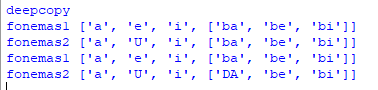 deepcopy
fonemas1 ['a', 'e', 'i', ['ba', 'be', 'bi']]
fonemas2 ['a', 'U', 'i', ['ba', 'be', 'bi']]
fonemas1 ['a', 'e', 'i', ['ba', 'be', 'bi']]
fonemas2 ['a', 'U', 'i', ['DA', 'be', 'bi']]